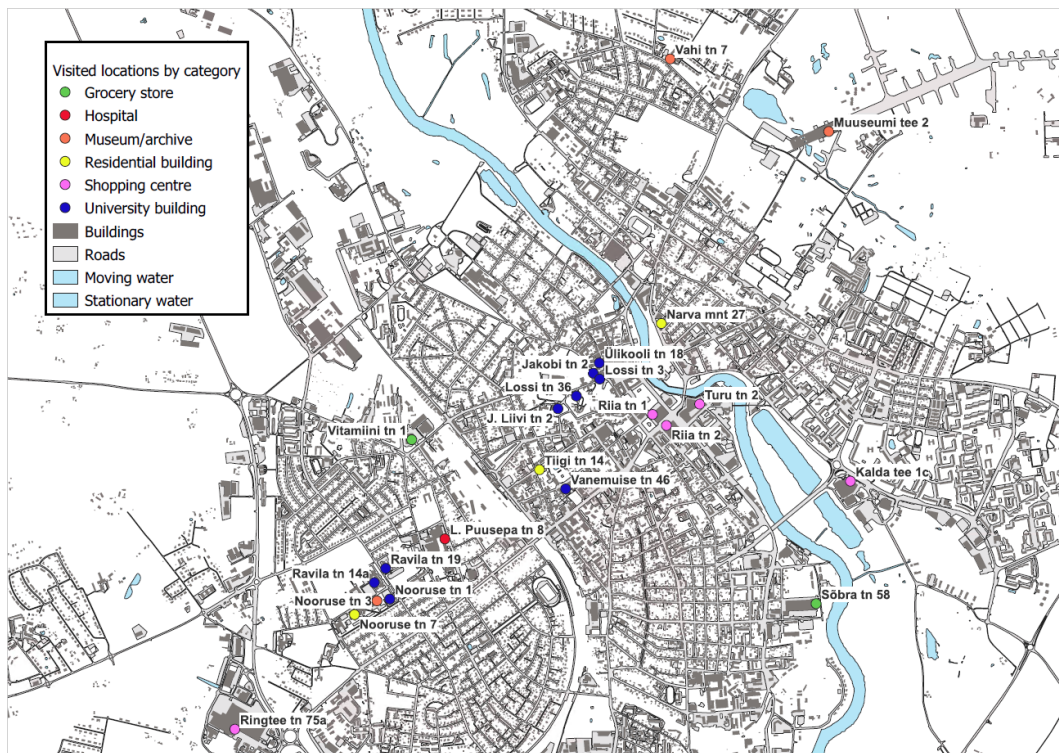 Visited locations by category
Grocery store
Hospital
Museum/archive
Residential building
Shopping centre
University building
Buildings
Roads
Moving water
Stationary water
Vahi tn 7
Muuseumi tee 2
Narva mnt 27
Ülikooli tn 18
Jakobi tn 2
Lossi tn 3
Lossi tn 36
Turu tn 2
J. Liivi tn 2
Riia tn 1
Riia tn 2
Vitamiini tn 1
Tiigi tn 14
Vanemuise tn 46
Kalda tee 1c
L. Puusepa tn 8
Ravila tn 19
Ravila tn 14a
Nooruse tn 1
Nooruse tn 3
Nooruse tn 7
Sõbra tn 58
Ringtee tn 75a